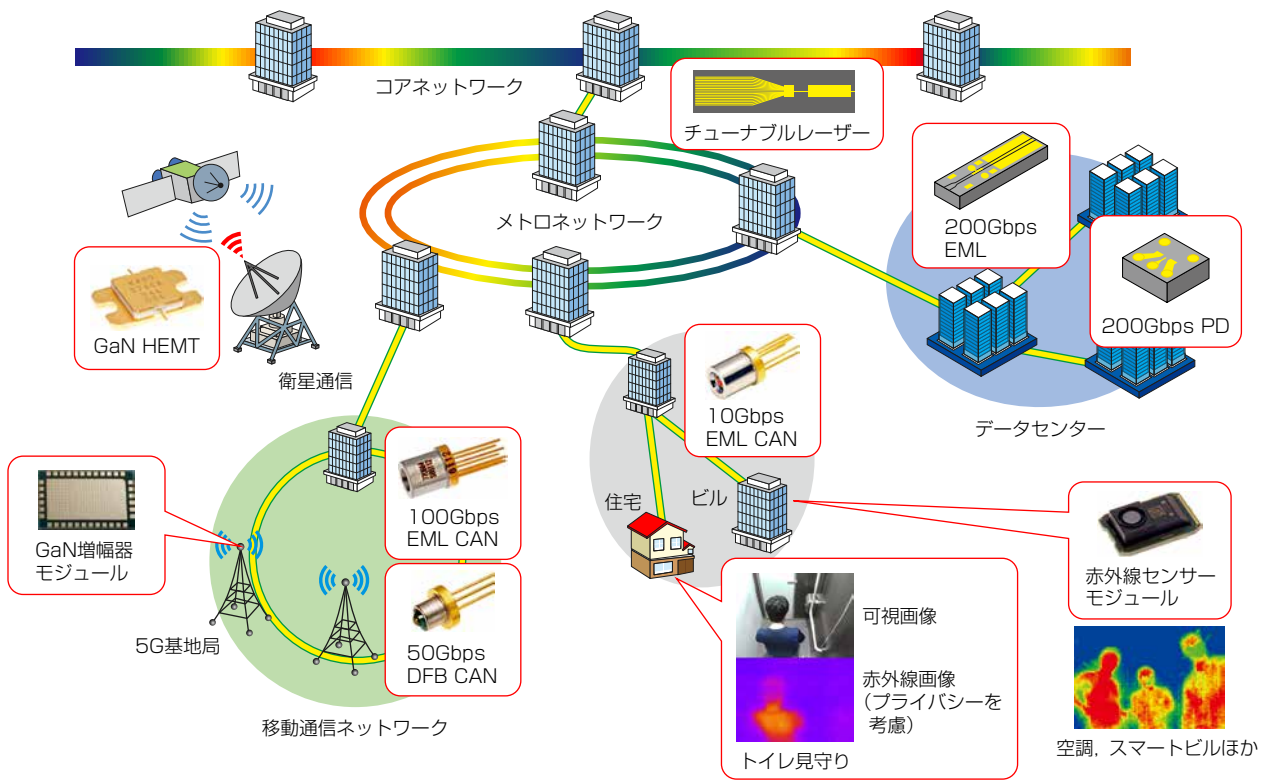 コアネットワーク
チューナブルレーザー
メトロネットワーク
200Gbps
EML
200Gbps PD
GaN HEMT
衛星通信
10Gbps
EML CAN
データセンター
住宅
ビル
GaN増幅器
モジュール
100Gbps
EML CAN
50Gbps
DFB CAN
5G基地局
移動通信ネットワーク
可視画像
赤外線画像
（プライバシーを
考慮）
トイレ見守り
赤外線センサー
モジュール
空調，スマートビルほか